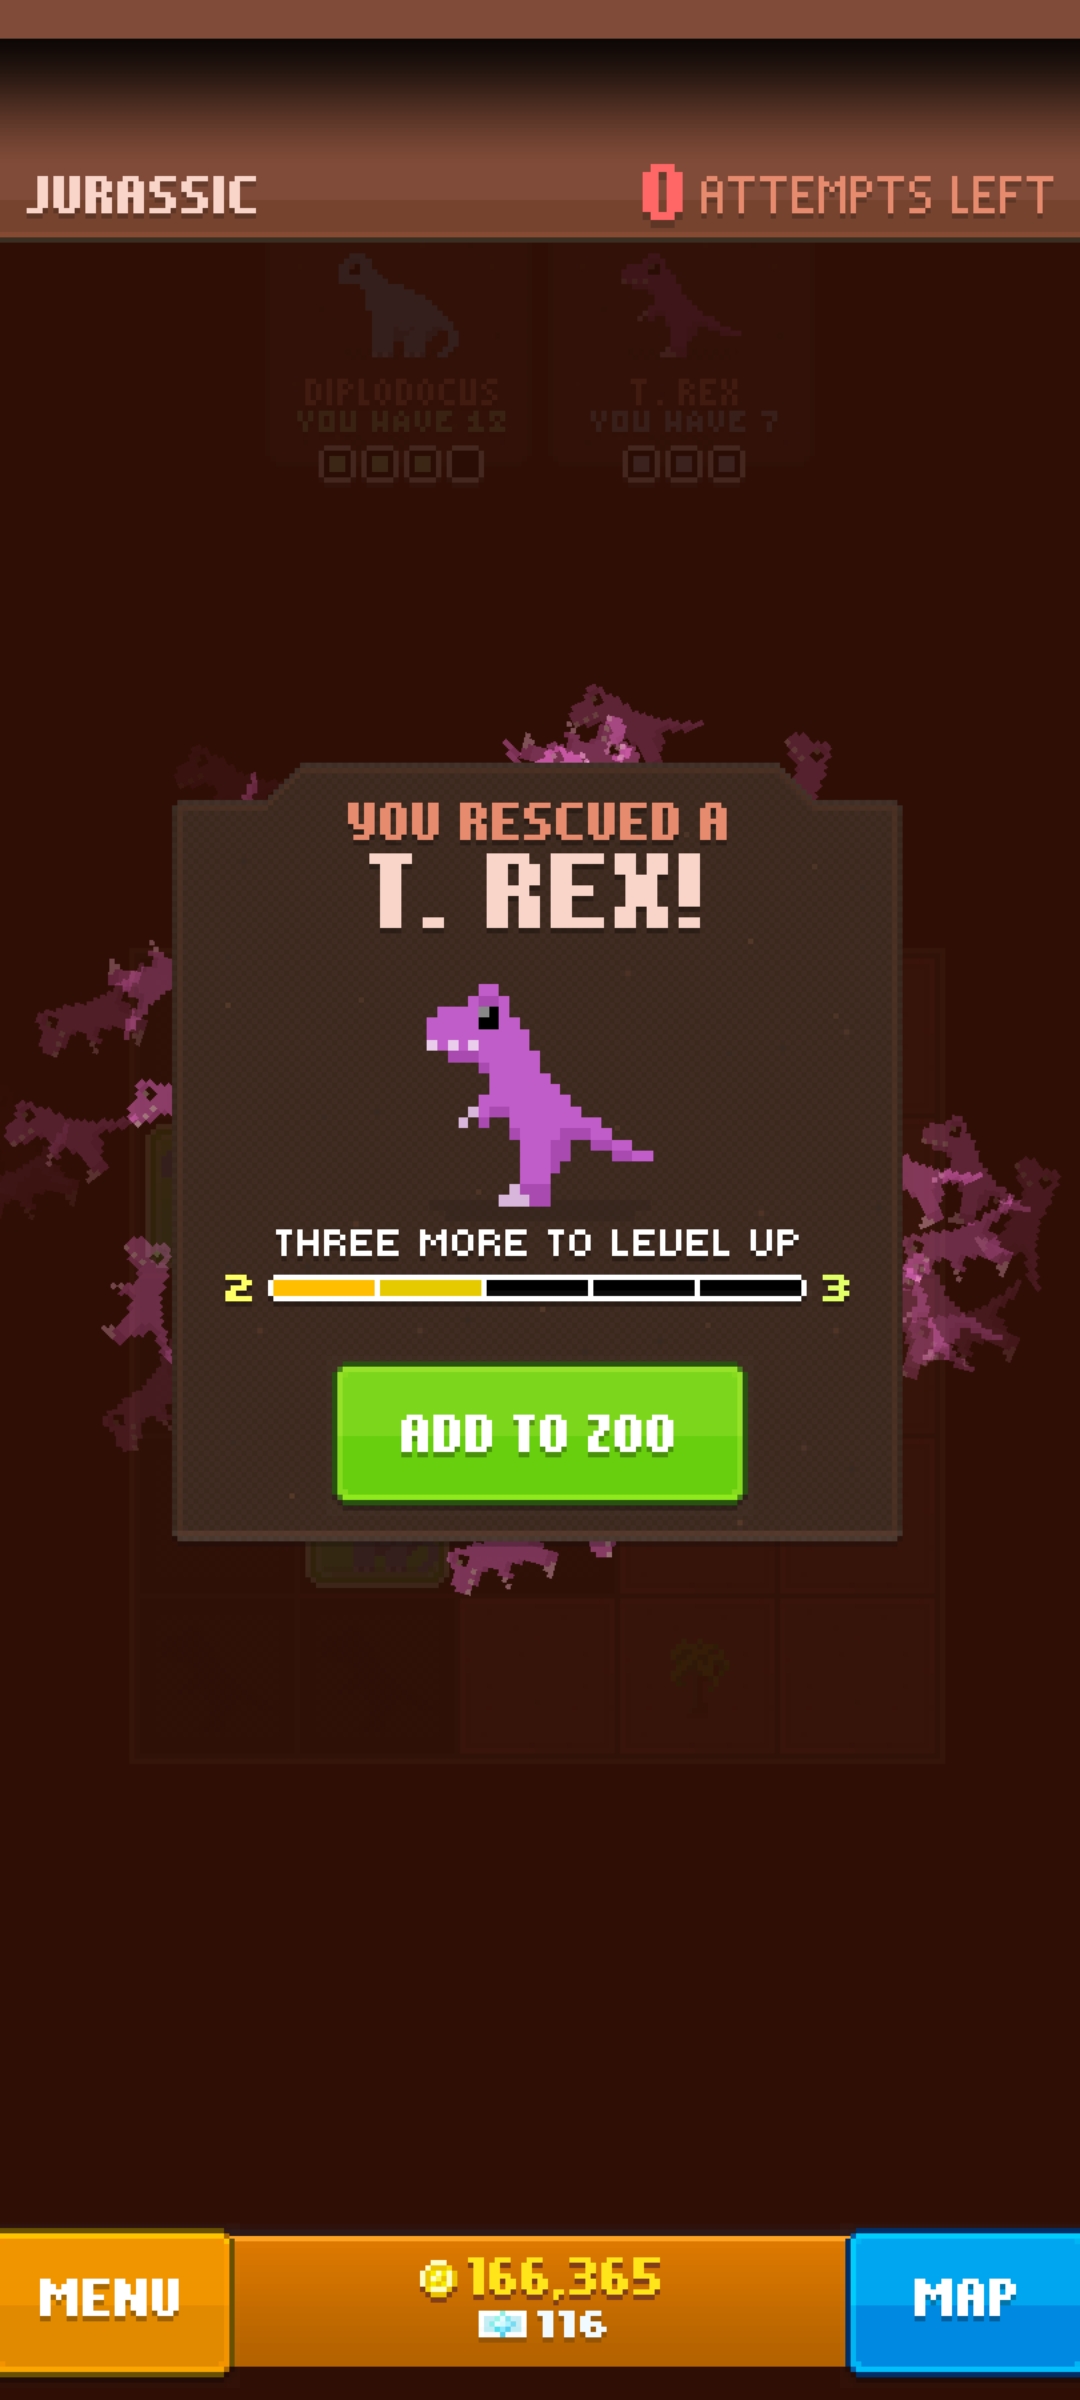 JURASSIC
0 ATTEMPTS LEFT
DIPLODOCUS
YOU HAVE 12
T. REX
YOU HAVE 7
YOU RESCUED A
T. REX!
THREE MORE TO LEVEL UP
2
3
ADD TO ZOO
MENU
166,365
116
MAP